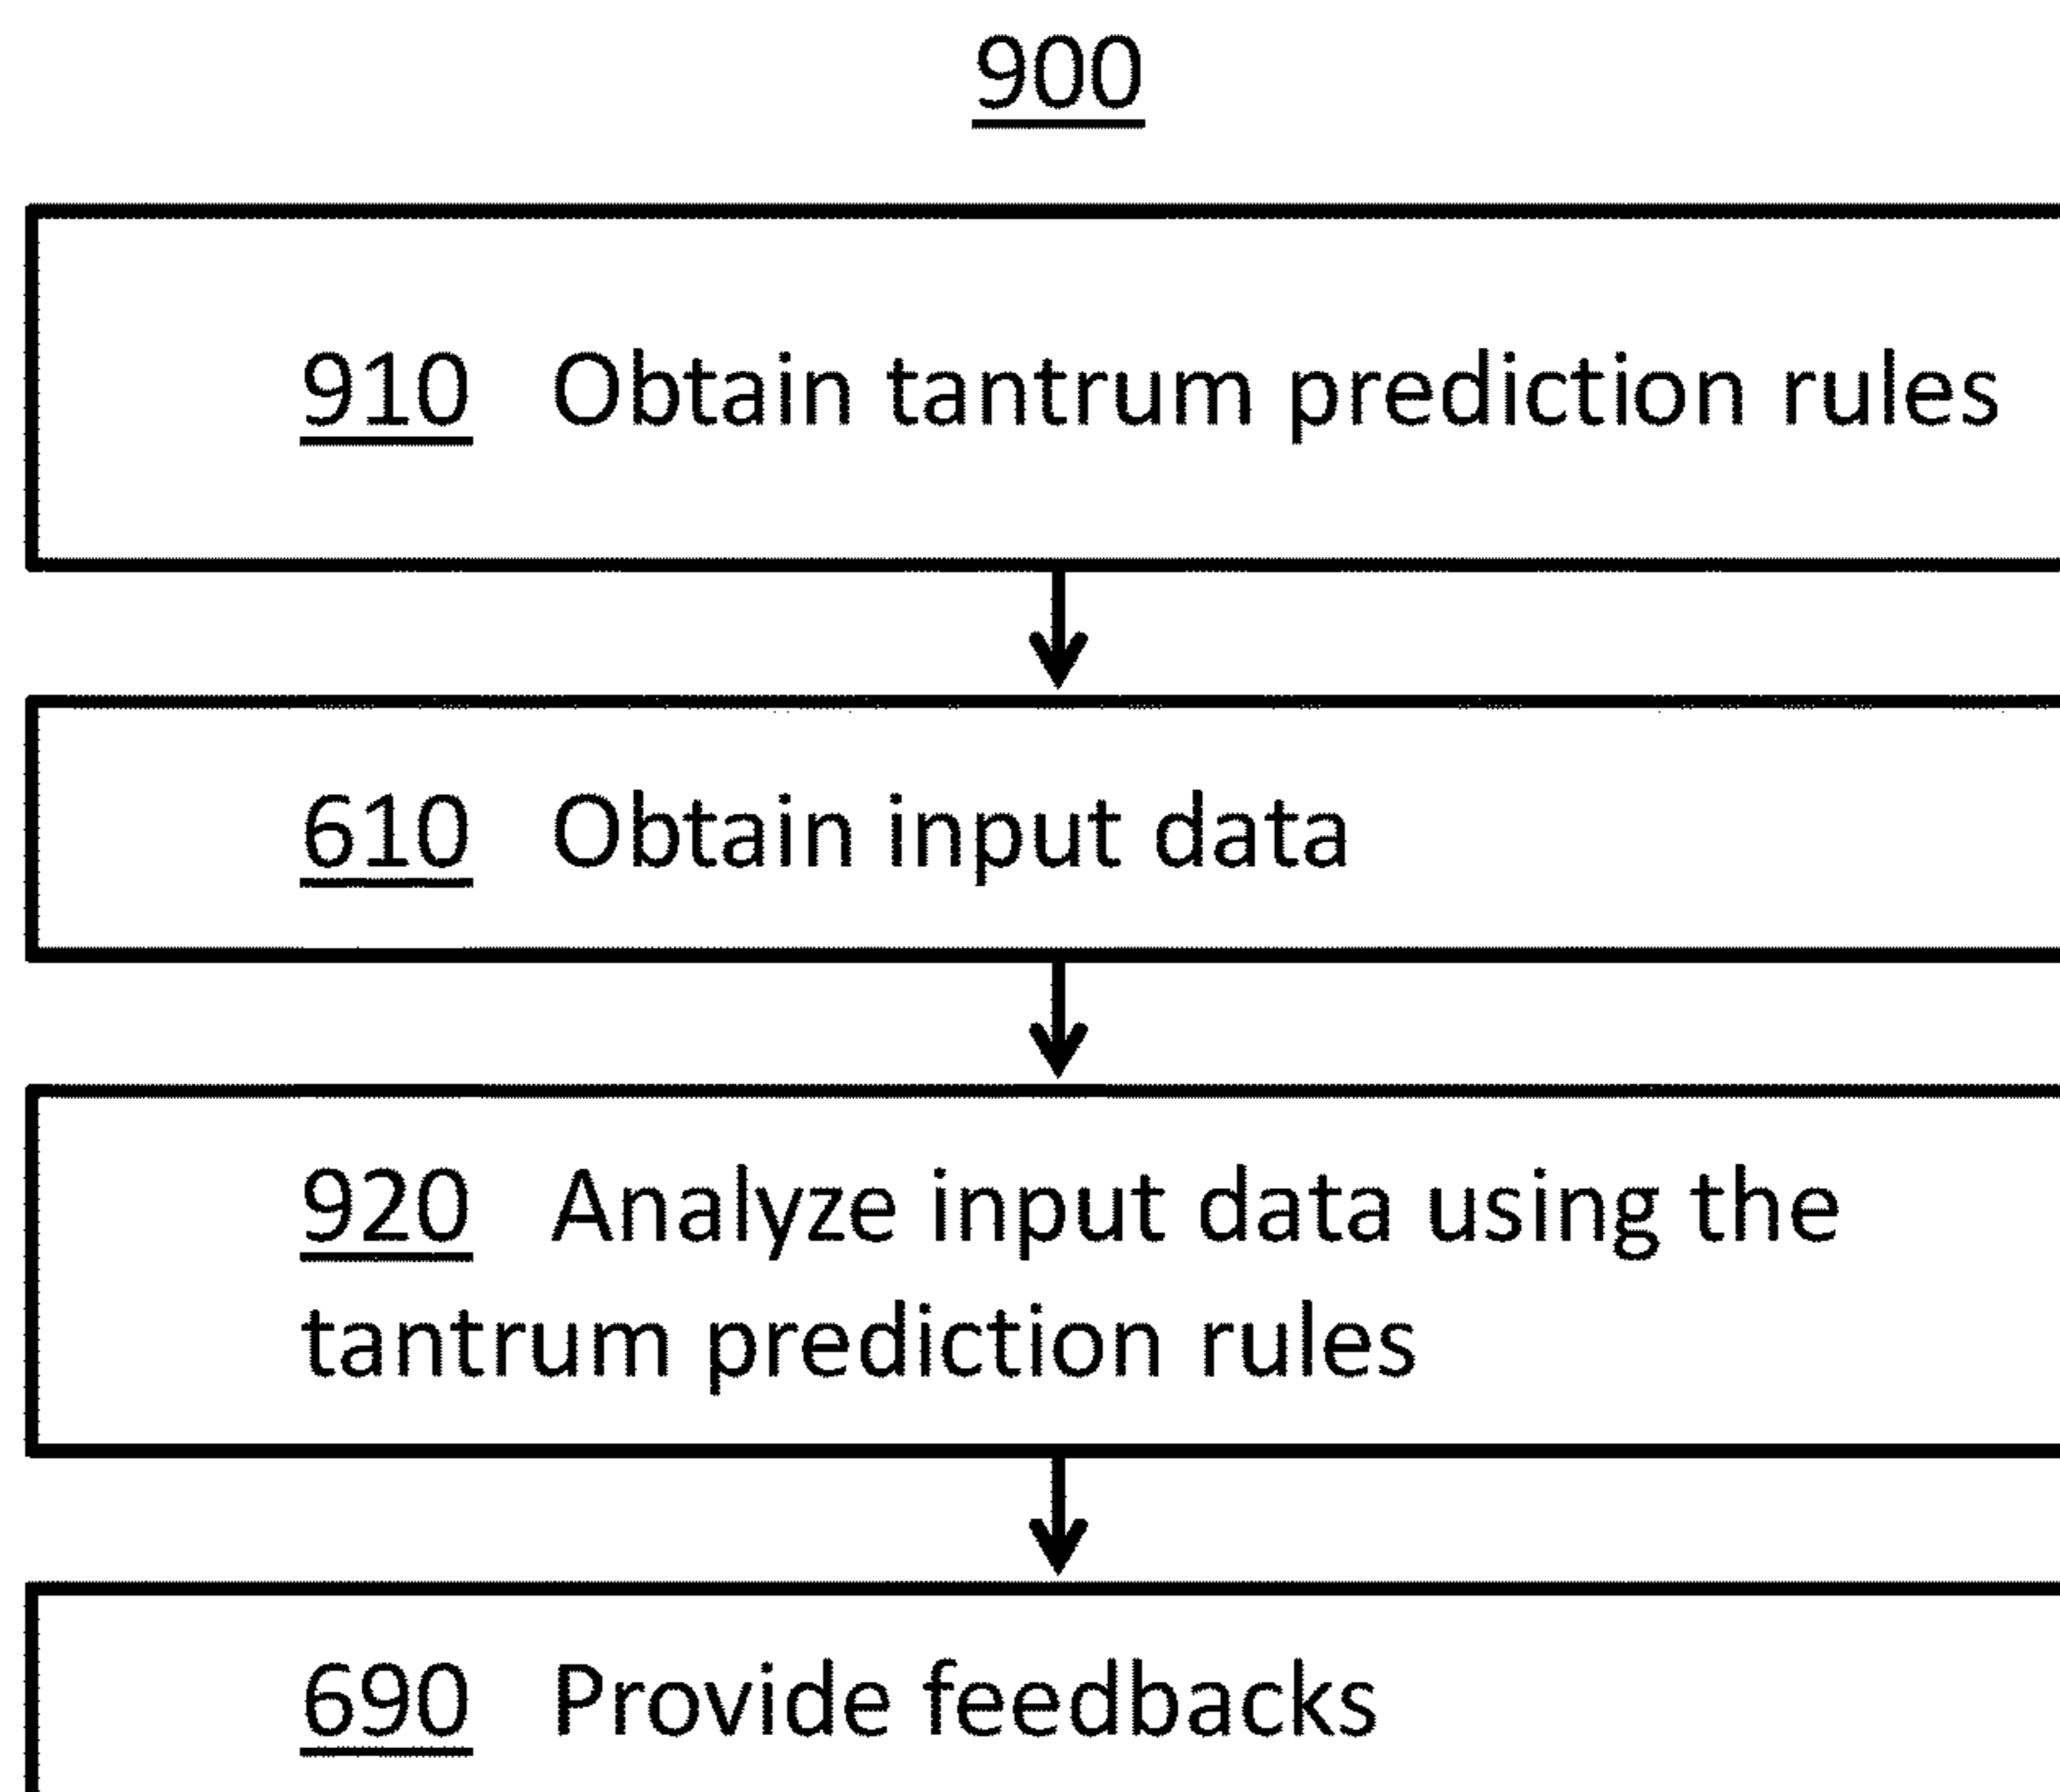 900
910 Obtain tantrum prediction rules
610 Obtain input data
920 Analyze input data using the
tantrum prediction rules
690 Provide feedbacks